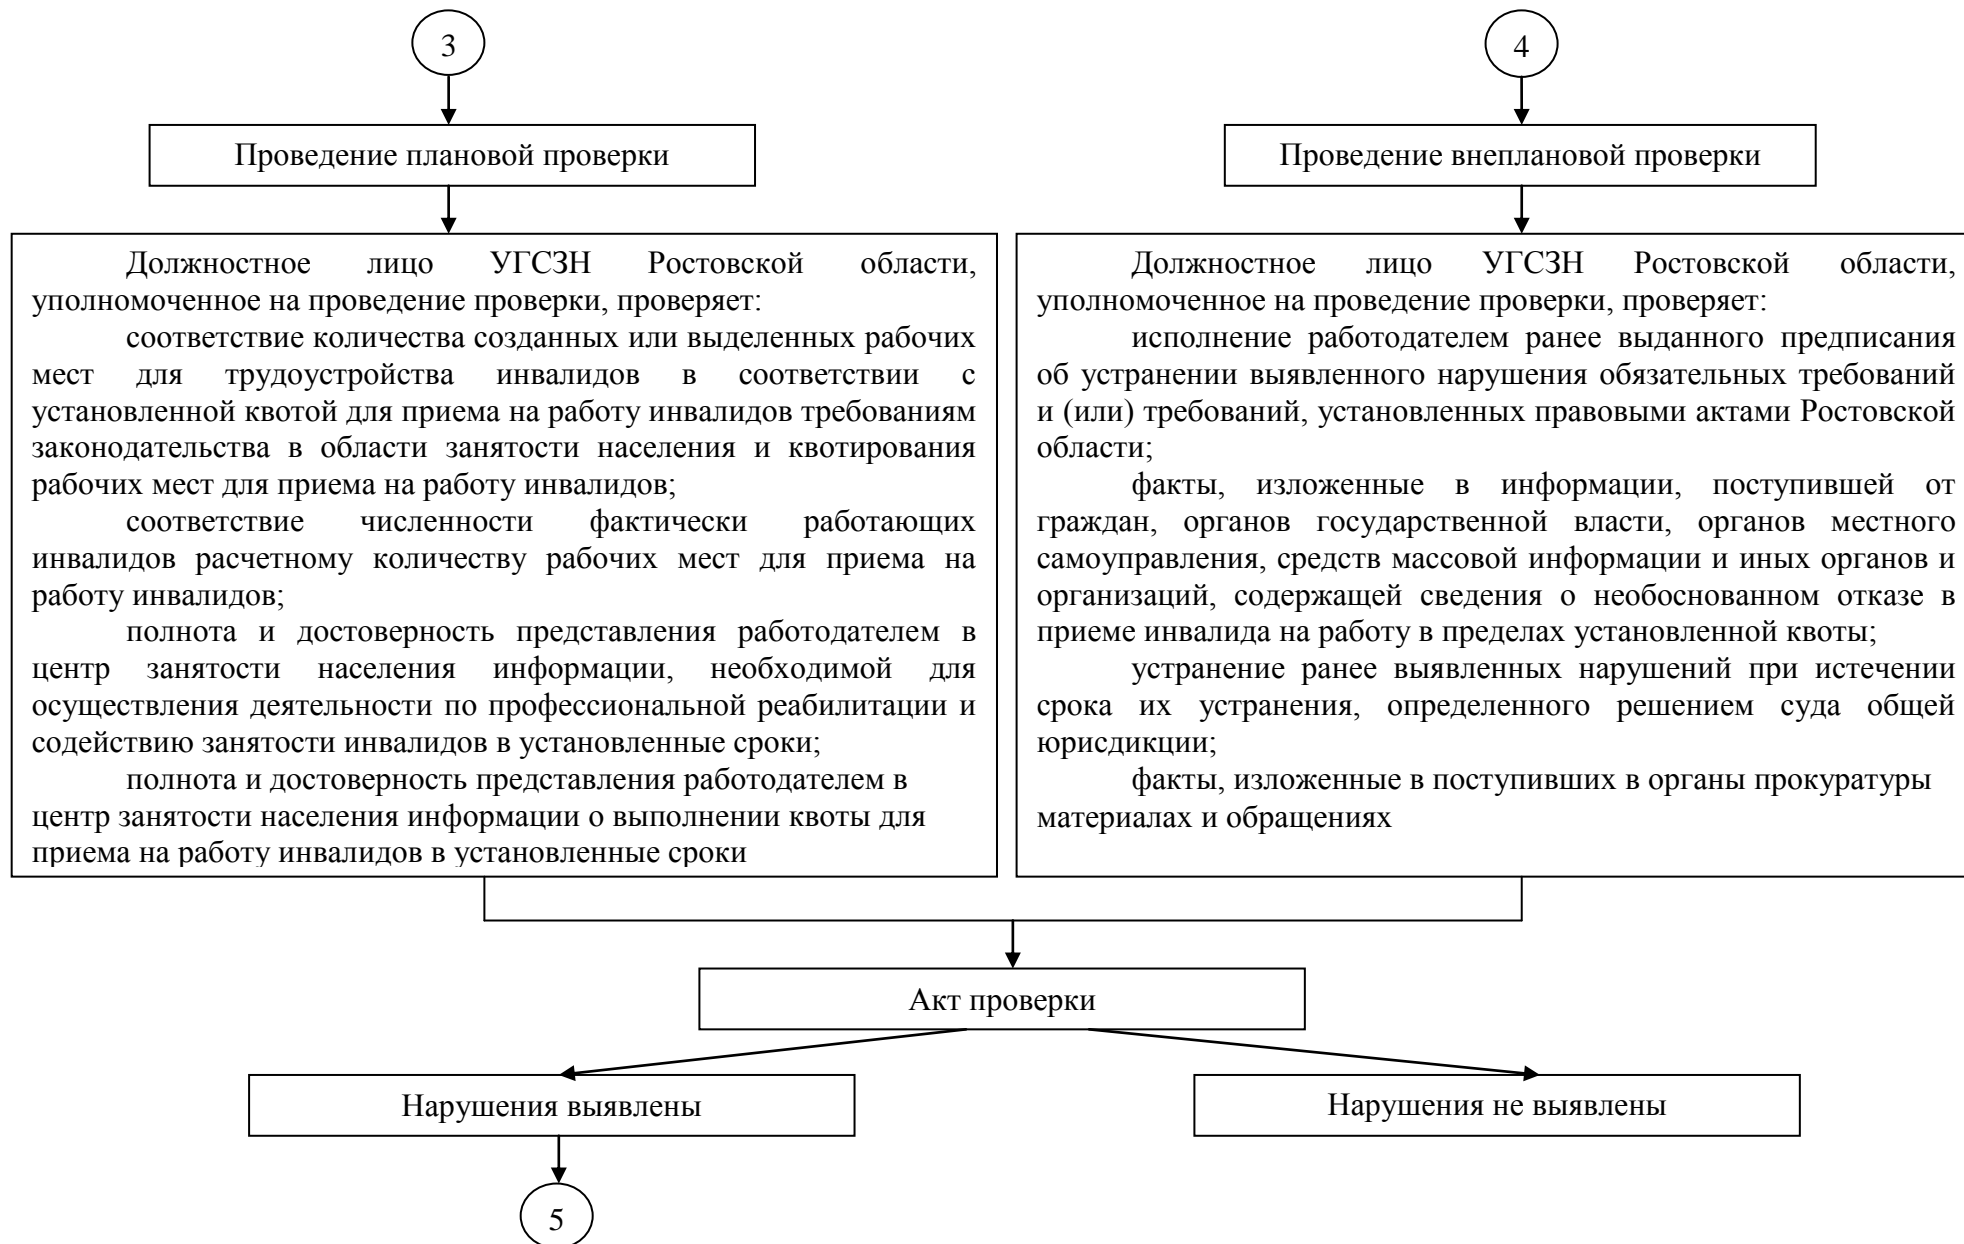 3
Проведение плановой проверки
Должностное лицо УГСЗН Ростовской области,
уполномоченное на проведение проверки, проверяет:
соответствие количества созданных или выделенных рабочих
мест для трудоустройства инвалидов в соответствии с
установленной квотой для приема на работу инвалидов требованиям
законодательства в области занятости населения и квотирования
рабочих мест для приема на работу инвалидов;
соответствие численности фактически работающих
инвалидов расчетному количеству рабочих мест для приема на
работу инвалидов;
полнота и достоверность представления работодателем в
центр занятости населения информации, необходимой для
осуществления деятельности по профессиональной реабилитации и
содействию занятости инвалидов в установленные сроки;
полнота и достоверность представления работодателем в
центр занятости населения информации о выполнении квоты для
приема на работу инвалидов в установленные сроки
4
Проведение внеплановой проверки
Должностное лицо УГСЗН Ростовской области,
уполномоченное на проведение проверки, проверяет:
исполнение работодателем ранее выданного предписания
об устранении выявленного нарушения обязательных требований
и (или) требований, установленных правовыми актами Ростовской
области;
факты, изложенные в информации, поступившей от
граждан, органов государственной власти, органов местного
самоуправления, средств массовой информации и иных органов и
организаций, содержащей сведения о необоснованном отказе в
приеме инвалида на работу в пределах установленной квоты;
устранение ранее выявленных нарушений при истечении
срока их устранения, определенного решением суда общей
юрисдикции;
факты, изложенные в поступивших в органы прокуратуры
материалах и обращениях
Акт проверки
Нарушения выявлены
Нарушения не выявлены
5